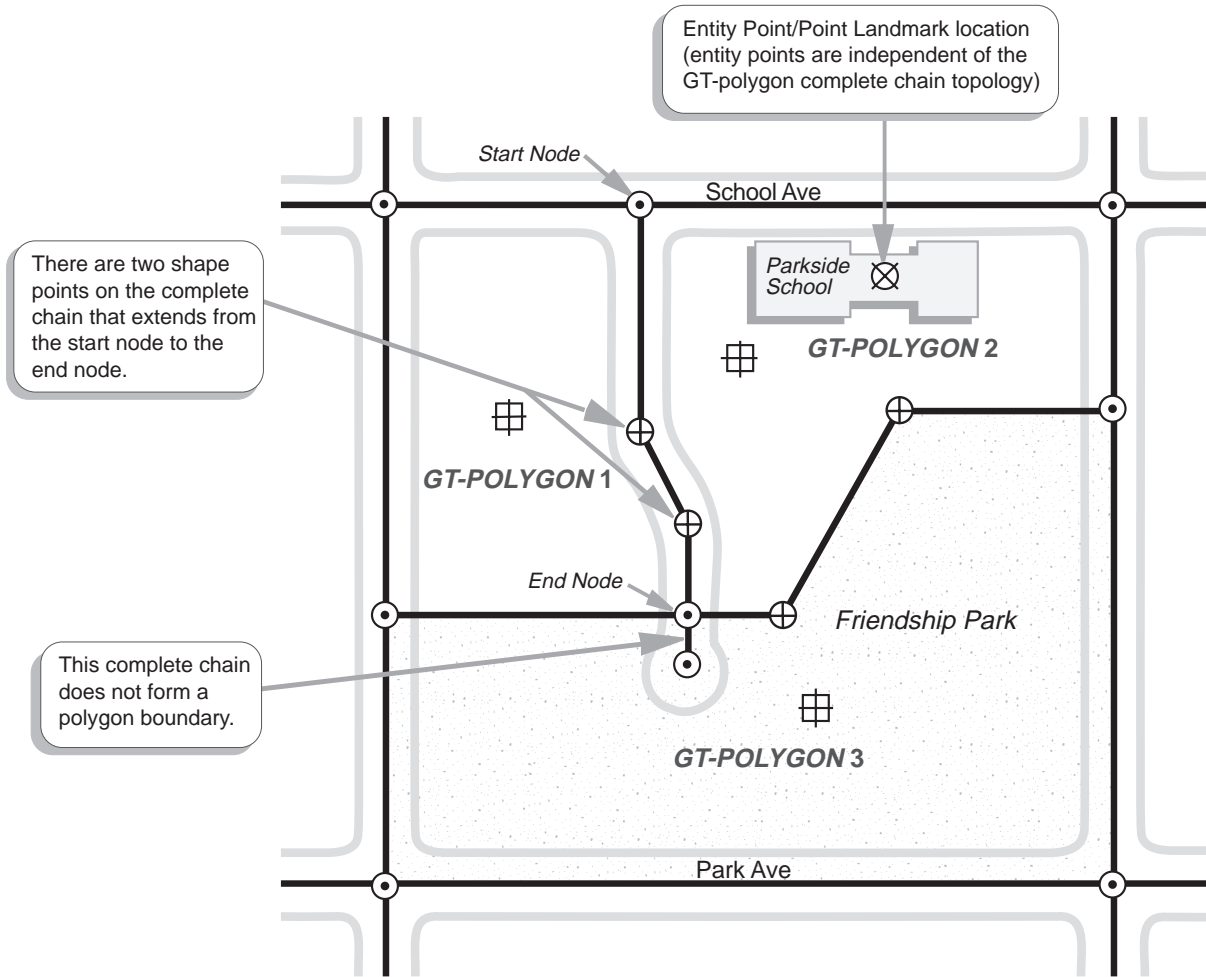 Entity Point/Point Landmark location
(entity points are independent of the
GT-polygon complete chain topology)
Start Node
School Ave
There are two shape
points on the complete
chain that extends from
the start node to the
end node.
Parkside
School
GT-POLYGON 2
GT-POLYGON 1
End Node
Friendship Park
This complete chain
does not form a
polygon boundary.
GT-POLYGON 3
Park Ave